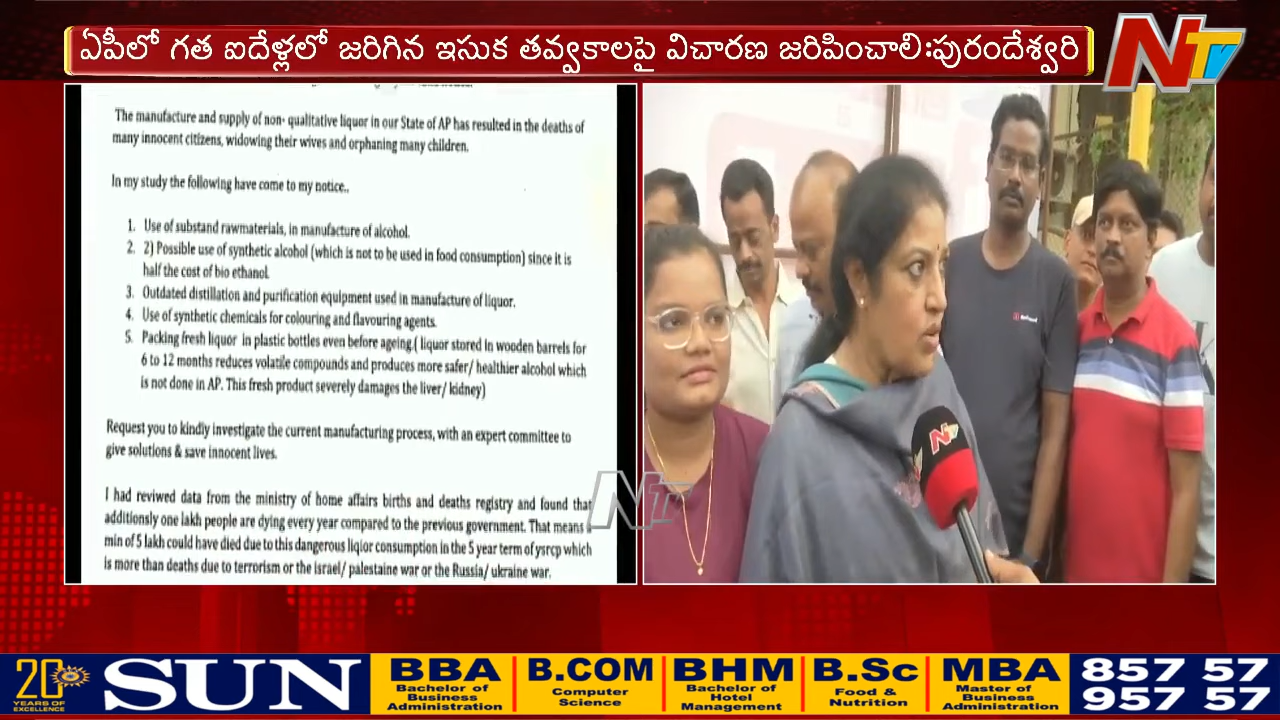 ఏపీలో గత ఐదేళ్లలో జరిగిన ఇసుక తవ్వకాలపై విచారణ జరిపించాలి:పురందేశ్వరి
NTV
The manufacture and supply of non- qualitative liquor in our State of AP has resulted in the deaths of
many innocent citizens, widowing their wives and orphaning many children.
In my study the following have come to my notice..
1. Use of substand rawmaterials, in manufacture of alcohol.
2. 2) Possible use of synthetic alcohol (which is not to be used in food consumption) since it is
half the cost of bio ethanol.
3. Outdated distillation and purification equipment used in manufacture of liquor.
4. Use of synthetic chemicals for colouring and flavouring agents.
5. Packing fresh liquor in plastic bottles even before ageing.( liquor stored in wooden barrels for
6 to 12 months reduces volatile compounds and produces more safer/ healthier alcohol which
is not done in AP. This fresh product severely damages the liver/ kidney)
Request you to kindly investigate the current manufacturing process, with an expert committee to
give solutions & save innocent lives.
I had reviwed data from the ministry of home affairs births and deaths registry and found that
additionsly one lakh people are dying every year compared to the previous government. That means
min of 5 lakh could have died due to this dangerous liqior consumption in the 5 year term of ysrcp which
is more than deaths due to terrorism or the israel/ palestaine war or the Russia/ ukraine war.
NTV
N
20 YEARS OF EXCELLENCE
SUN
BBA
Bachelor of
Business
Administration
B.COM
Computer
Science
BHM
Bachelor of
Hotel
Management
B.Sc
Food &
Nutrition
MBA
Master of
Business
Administration
857 57
957 57